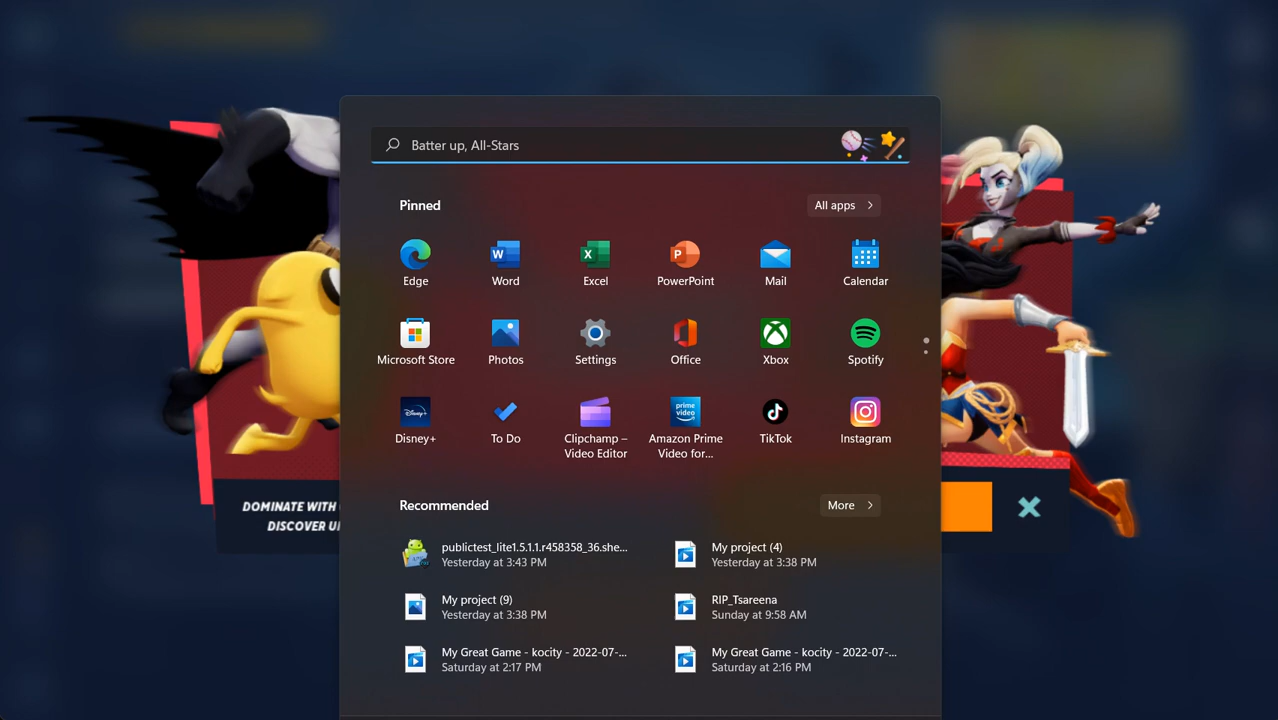 Batter up, All-Stars
Pinned
All apps
Edge
Word
Excel
PowerPoint
Mail
Calendar
Microsoft Store
Photos
Settings
Office
Xbox
Spotify
Disney+
To Do
Clipchamp –
Video Editor
Amazon Prime
Video for...
TikTok
Instagram
Recommended
More
publictest_lite1.5.1.1.r458358_36.she...
Yesterday at 3:43 PM
My project (4)
Yesterday at 3:38 PM
My project (9)
Yesterday at 3:38 PM
RIP_Tsareena
Sunday at 9:58 AM
My Great Game - kocity - 2022-07-...
Saturday at 2:17 PM
My Great Game - kocity - 2022-07-...
Saturday at 2:16 PM
DOMINATE WITH
DISCOVER